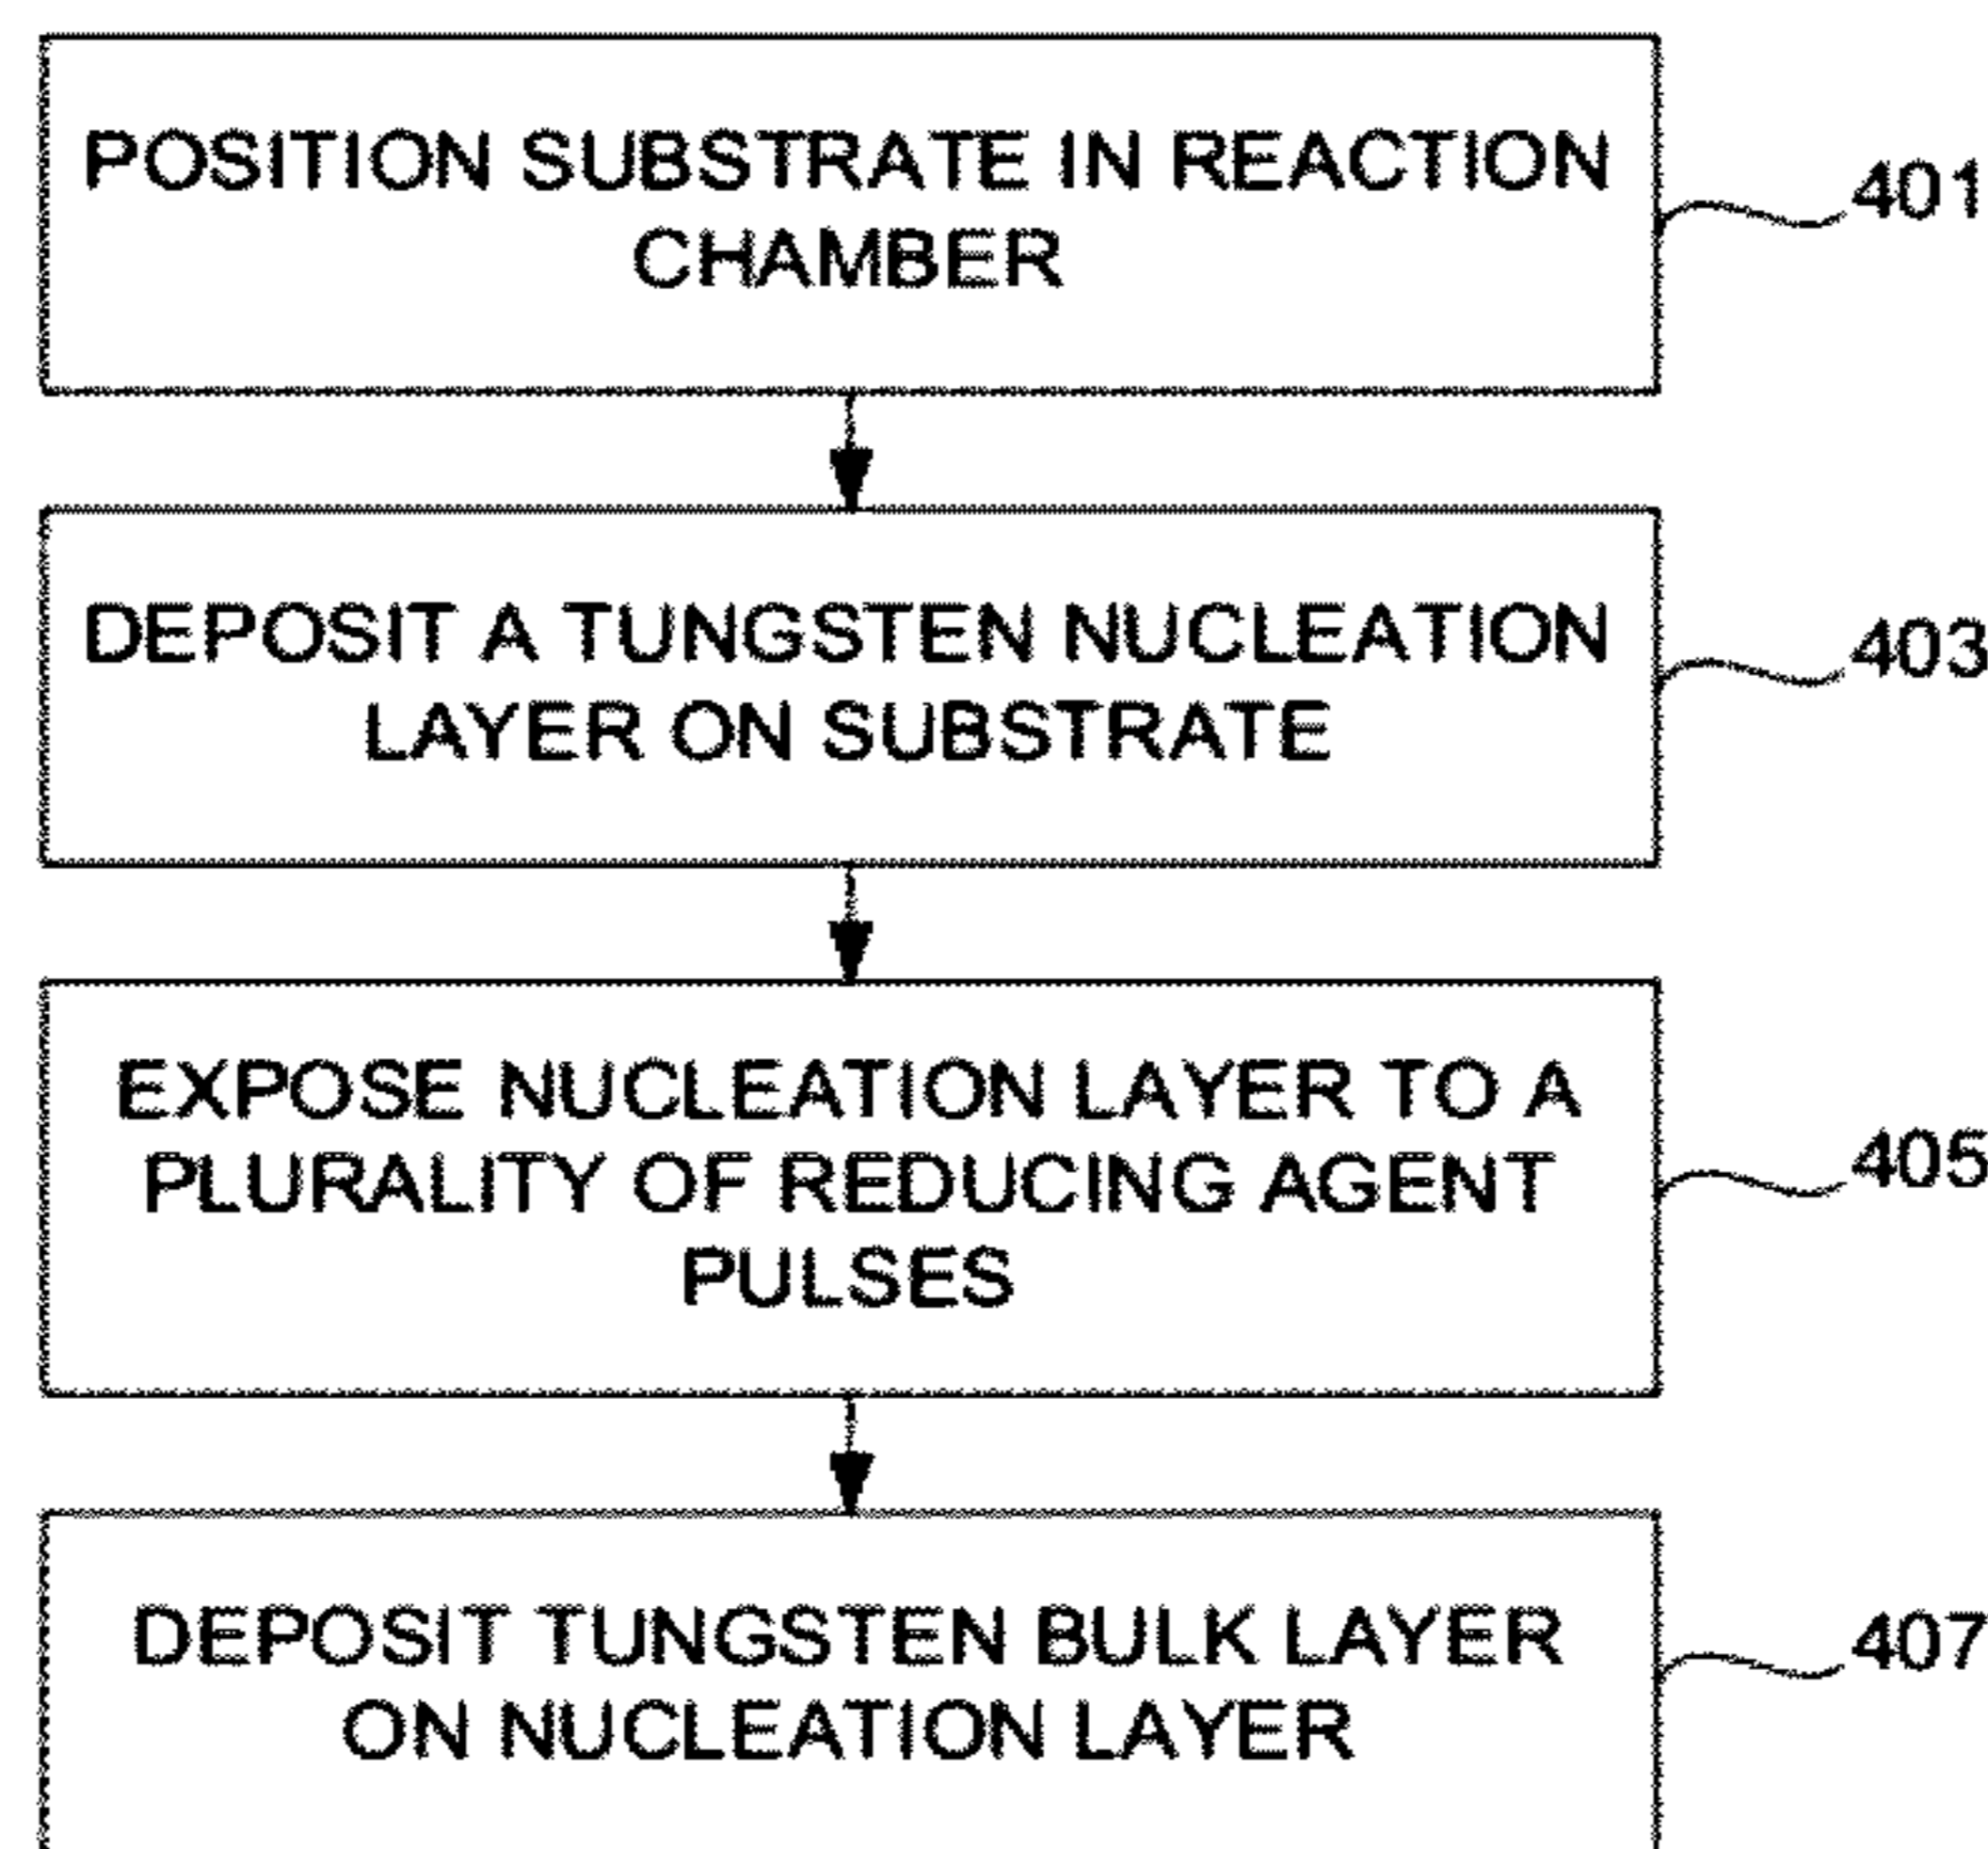 POSITION SUBSTRATE IN REACTION
CHAMBER
401
DEPOSIT A TUNGSTEN NUCLEATION
LAYER ON SUBSTRATE
403
EXPOSE NUCLEATION LAYER TO A
PLURALITY OF REDUCING AGENT
PULSES
405
DEPOSIT TUNGSTEN BULK LAYER
ON NUCLEATION LAYER
407